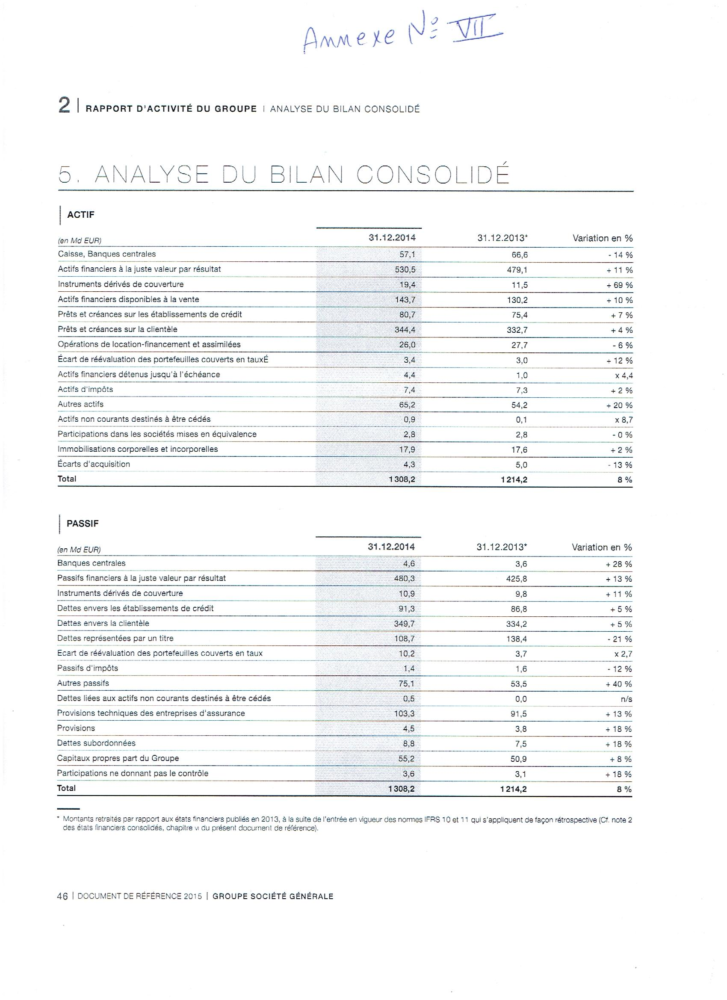 Annexe Nº VII
2 | RAPPORT D'ACTIVITÉ DU GROUPE | ANALYSE DU BILAN CONSOLIDÉ
5. ANALYSE DU BILAN CONSOLIDÉ
ACTIF
(en Md EUR) 31.12.2014 31.12.2013* Variation en %
Caisse, Banques centrales 57,1 66,6 - 14 %
Actifs financiers à la juste valeur par résultat 530,5 479,1 + 11 %
Instruments dérivés de couverture 19,4 11,5 + 69 %
Actifs financiers disponibles à la vente 143,7 130,2 + 10 %
Prêts et créances sur les établissements de crédit 80,7 75,4 + 7 %
Prêts et créances sur la clientèle 344,4 332,7 + 4 %
Opérations de location-financement et assimilées 26,0 27,7 - 6 %
Écart de réévaluation des portefeuilles couverts en tauxÉ 3,4 3,0 + 12 %
Actifs financiers détenus jusqu'à l'échéance 4,4 1,0 x 4,4
Actifs d'impôts 7,4 7,3 + 2 %
Autres actifs 65,2 54,2 + 20 %
Actifs non courants destinés à être cédés 0,9 0,1 x 8,7
Participations dans les sociétés mises en équivalence 2,8 2,8 - 0 %
Immobilisations corporelles et incorporelles 17,9 17,6 + 2 %
Écarts d'acquisition 4,3 5,0 - 13 %
Total 1 308,2 1 214,2 8 %
PASSIF
(en Md EUR) 31.12.2014 31.12.2013* Variation en %
Banques centrales 4,6 3,6 + 28 %
Passifs financiers à la juste valeur par résultat 480,3 425,8 + 13 %
Instruments dérivés de couverture 10,9 9,8 + 11 %
Dettes envers les établissements de crédit 91,3 86,8 + 5 %
Dettes envers la clientèle 349,7 334,2 + 5 %
Dettes représentées par un titre 108,7 138,4 - 21 %
Ecart de réévaluation des portefeuilles couverts en taux 10,2 3,7 x 2,7
Passifs d'impôts 1,4 1,6 - 12 %
Autres passifs 75,1 53,5 + 40 %
Dettes liées aux actifs non courants destinés à être cédés 0,5 0,0 n/s
Provisions techniques des entreprises d'assurance 103,3 91,5 + 13 %
Provisions 4,5 3,8 + 18 %
Dettes subordonnées 8,8 7,5 + 18 %
Capitaux propres part du Groupe 55,2 50,9 + 8 %
Participations ne donnant pas le contrôle 3,6 3,1 + 18 %
Total 1 308,2 1 214,2 8 %
* Montants retraités par rapport aux états financiers publiés en 2013, à la suite de l'entrée en vigueur des normes IFRS 10 et 11 qui s'appliquent de façon rétrospective (Cf. note 2
des états financiers consolidés, chapitre VI du présent document de référence).
46 | DOCUMENT DE RÉFÉRENCE 2015 | GROUPE SOCIÉTÉ GÉNÉRALE